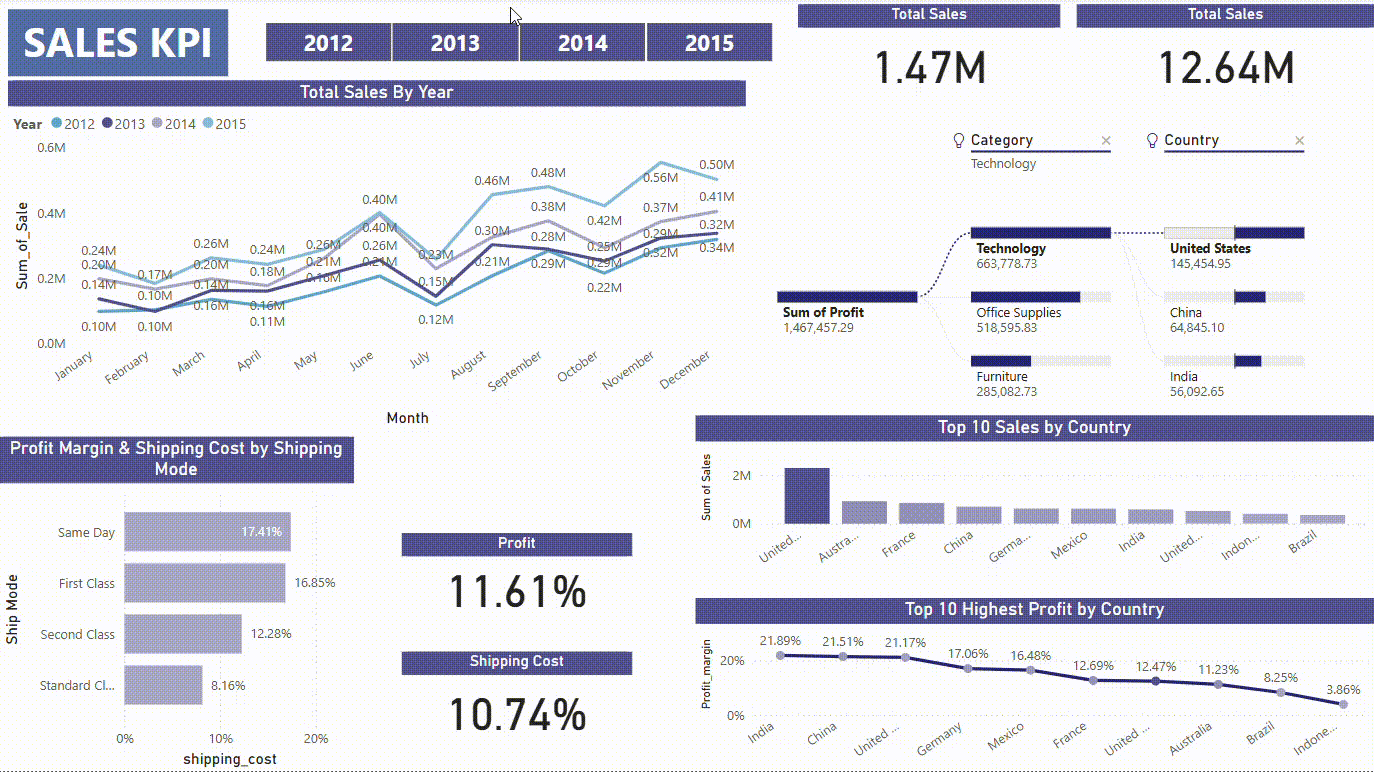 SALES KPI
2012 2013 2014 2015
Total Sales
1.47M
Total Sales
12.64M
Total Sales By Year
Year 2012 2013 2014 2015
Sum_of_Sale
0.6M
0.4M
0.2M
0.0M
0.24M
0.20M
0.14M
0.10M
0.17M
0.10M
0.10M
0.26M
0.20M
0.14M
0.16M
0.24M
0.18M
0.16M
0.11M
0.26M
0.21M
0.16M
0.40M
0.40M
0.26M
0.21M
0.23M
0.15M
0.12M
0.46M
0.30M
0.21M
0.48M
0.38M
0.28M
0.29M
0.42M
0.25M
0.29M
0.22M
0.56M
0.37M
0.29M
0.32M
0.50M
0.41M
0.32M
0.34M
January February March April May June July August September October November December
Month
Category
Technology
Country
Sum of Profit
1,467,457.29
Technology
663,778.73
Office Supplies
518,595.83
Furniture
285,082.73
United States
145,454.95
China
64,845.10
India
56,092.65
Profit Margin & Shipping Cost by Shipping
Mode
Ship Mode
Same Day 17.41%
First Class 16.85%
Second Class 12.28%
Standard Cl... 8.16%
0% 10% 20%
shipping_cost
Profit
11.61%
Shipping Cost
10.74%
Top 10 Sales by Country
Sum of Sales
2M
0M
United... Austra... France China Germa... Mexico India United... Indon... Brazil
Top 10 Highest Profit by Country
Profit_margin
20%
0%
21.89% 21.51% 21.17% 17.06% 16.48% 12.69% 12.47% 11.23% 8.25% 3.86%
India China United ... Germany Mexico France United ... Australia Brazil Indone...